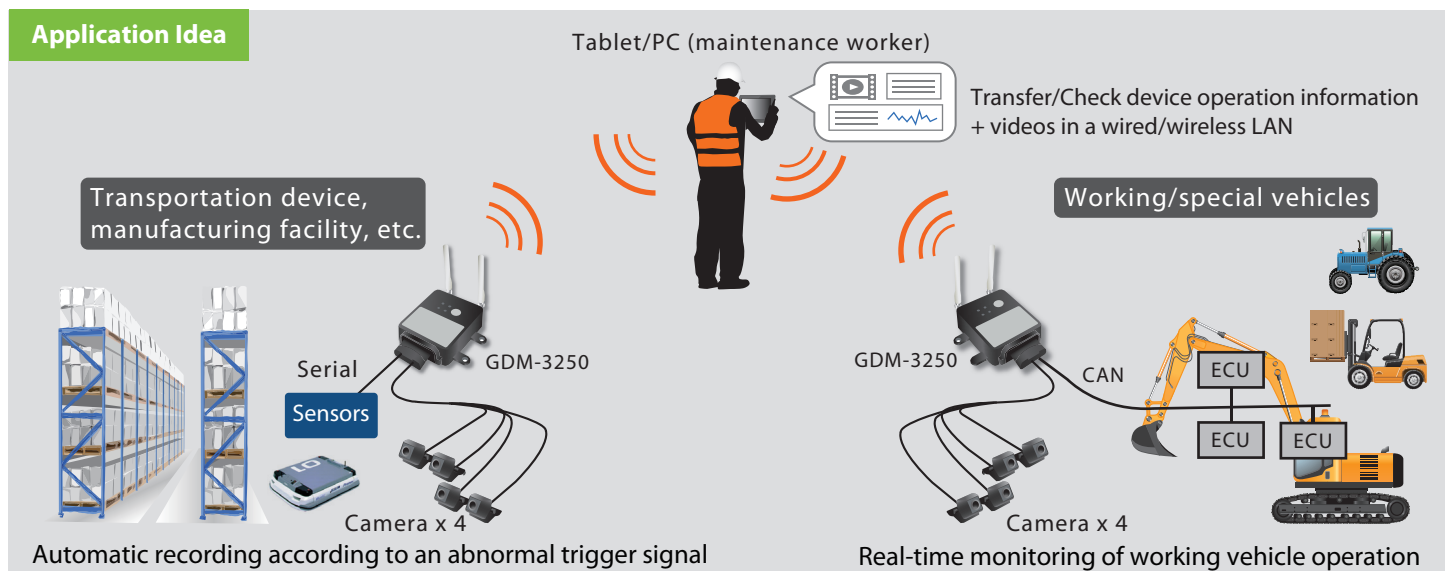 Application Idea
Tablet/PC (maintenance worker)
Transfer/Check device operation information
+ videos in a wired/wireless LAN
Transportation device,
manufacturing facility, etc.
Working/special vehicles
GDM-3250
Serial
Sensors
01
Camera x 4
Automatic recording according to an abnormal trigger signal
GDM-3250
CAN
ECU
ECU
ECU
Camera x 4
Real-time monitoring of working vehicle operation